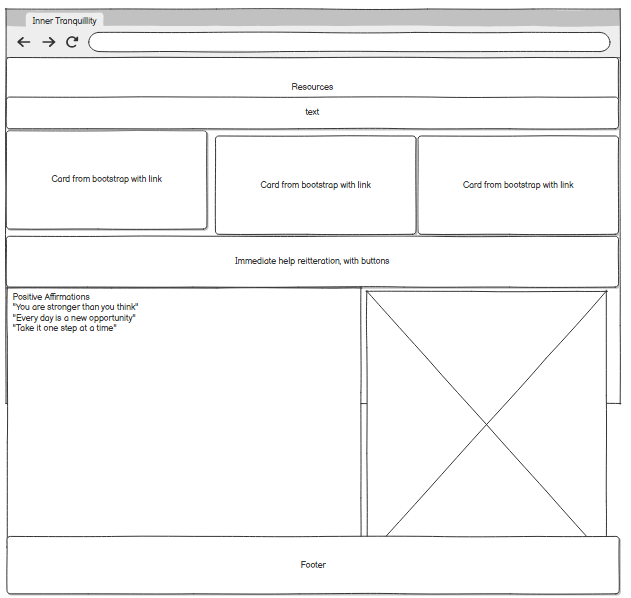 Inner Tranquillity
Resources
text
Card from bootstrap with link
Card from bootstrap with link
Card from bootstrap with link
Immediate help reitteration, with buttons
Positive Affirmations
"You are stronger than you think"
"Every day is a new opportunity"
"Take it one step at a time"
Footer